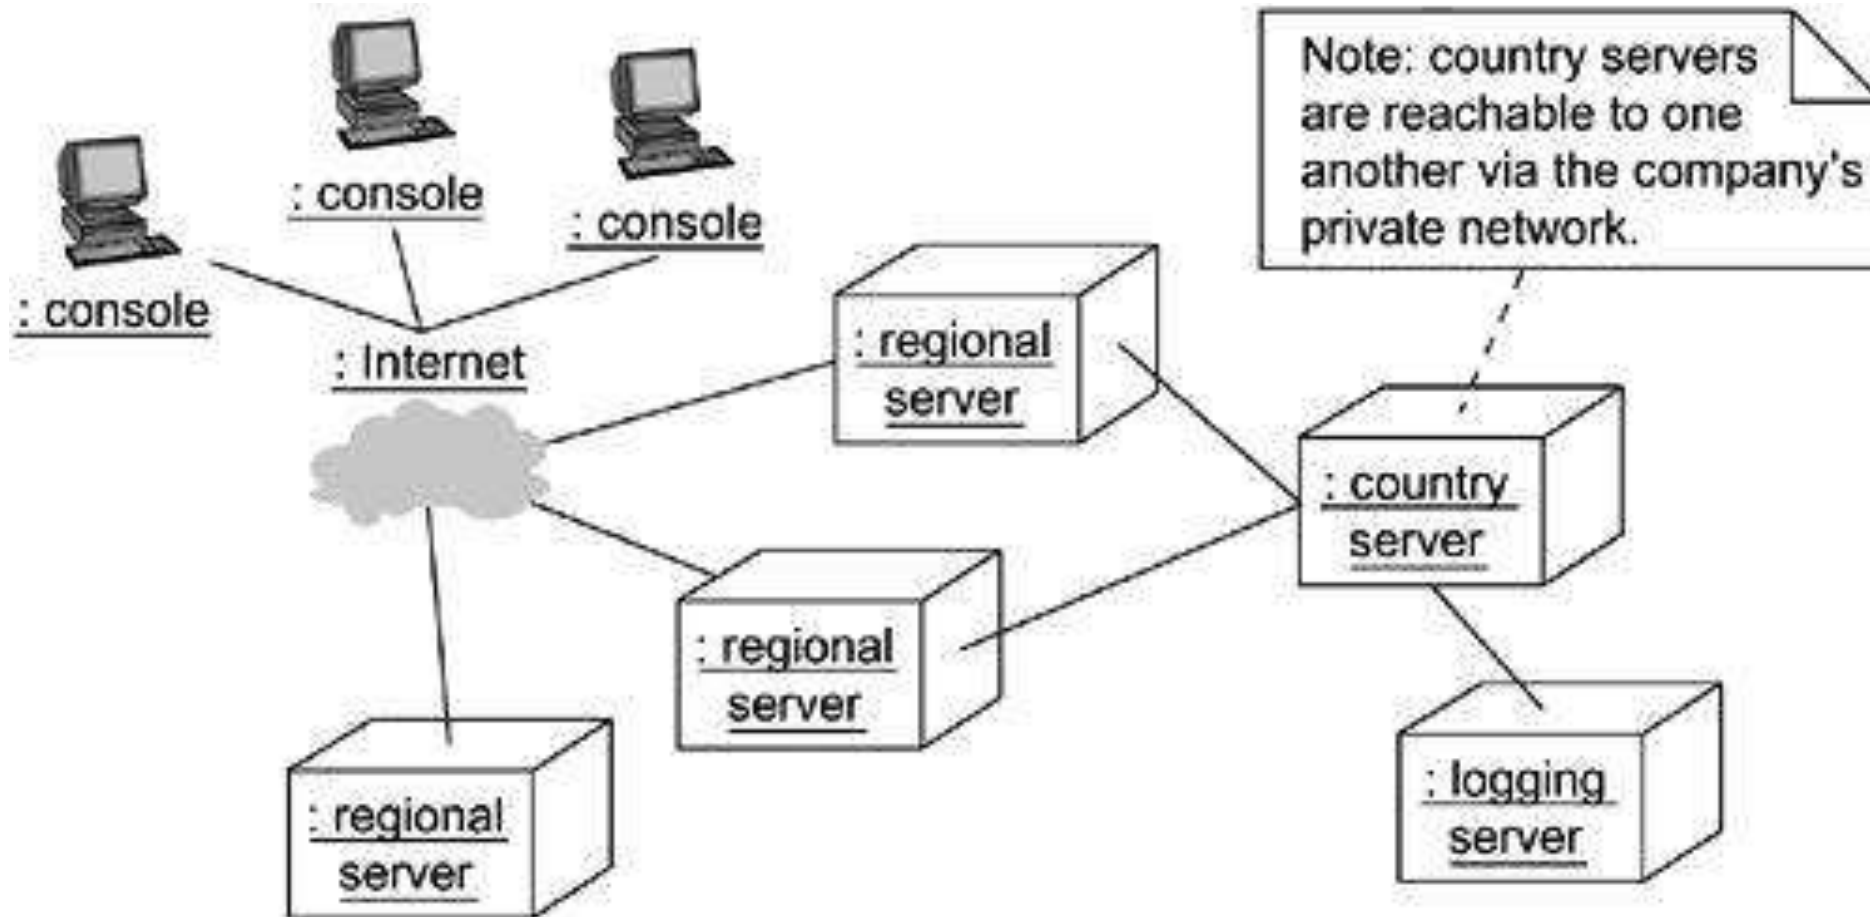 : console
: console
: console
: Internet
Note: country servers
are reachable to one
another via the company's
private network.
: regional
server
: country
server
: regional
server
: regional
server
: logging
server